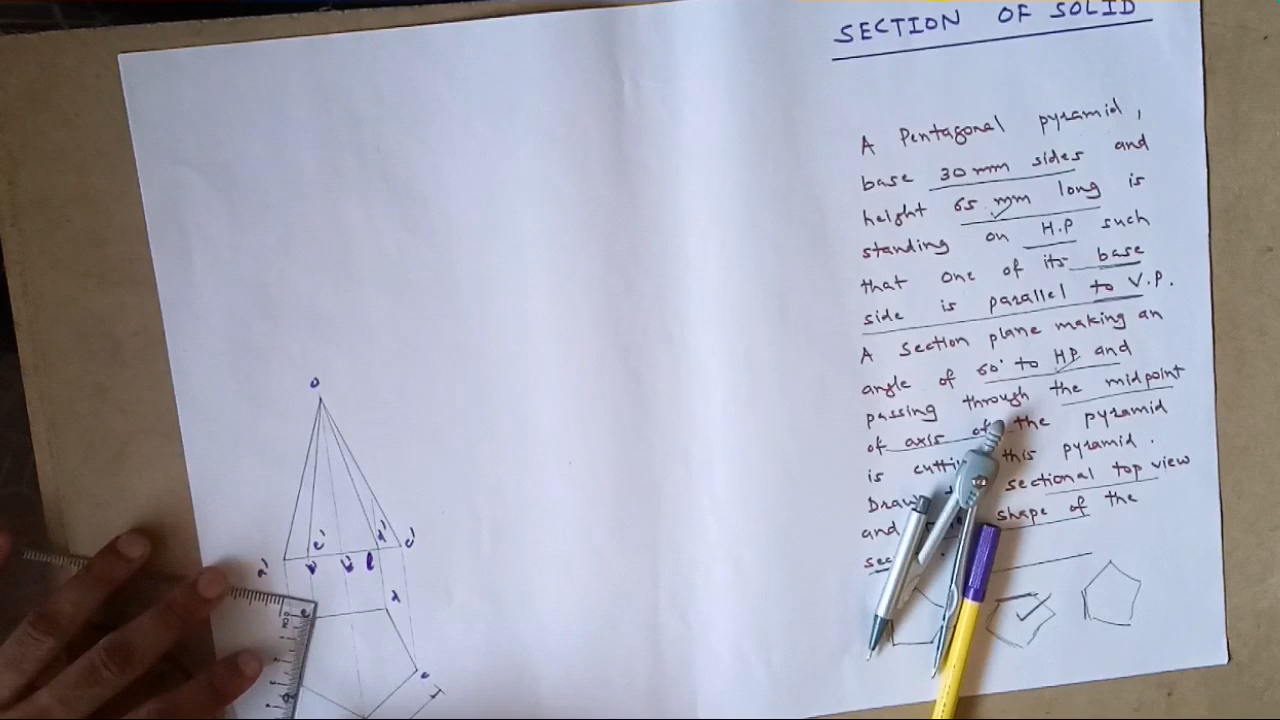 SECTION OF SOLID
A Pentagonal pyramid,
base 30 mm sides and
height 65 mm long is
standing on H.P such
that one of its base
side is parallel to V.P.
A section plane making an
angle of 60° to HP and
passing through the midpoint
of axis of the pyramid
is this pyramid.
sectional top view
and shape of the
o
a'
e'
d'
c'
d
c